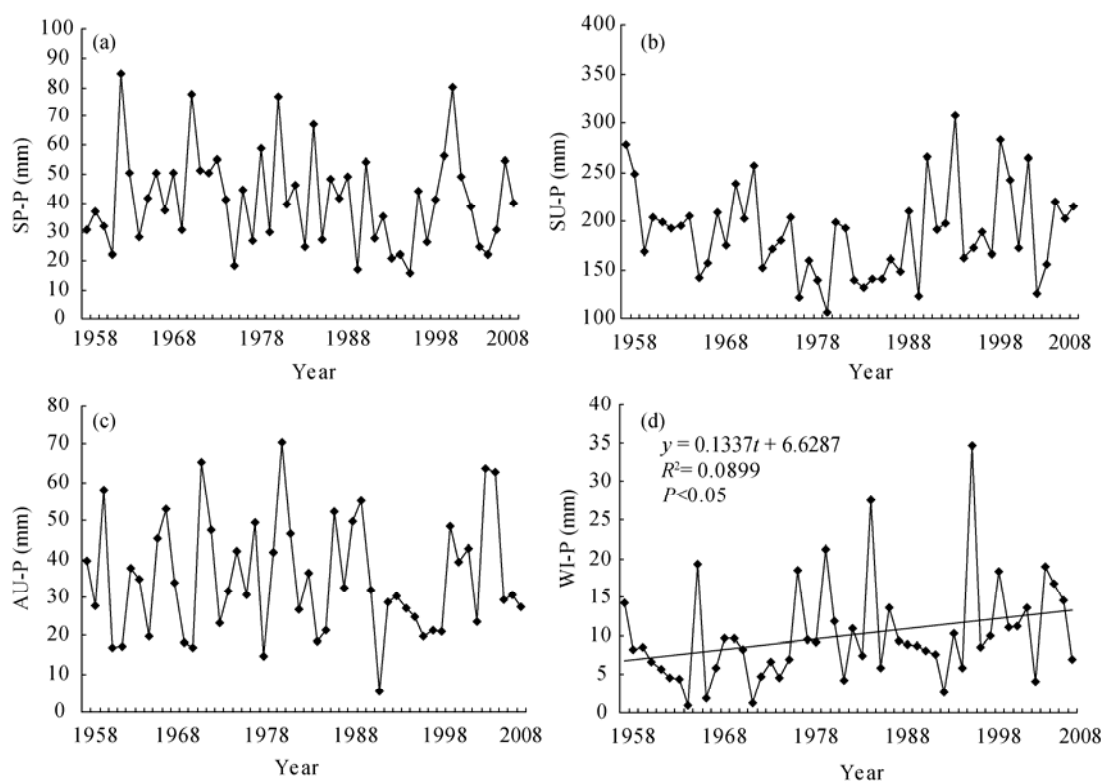 (a)
SP-P (mm)
100
90
80
70
60
50
40
30
20
10
0
1958 1968 1978 1988 1998 2008
Year
(b)
SU-P (mm)
400
350
300
250
200
150
100
1958 1968 1978 1988 1998 2008
Year
(c)
AU-P (mm)
80
70
60
50
40
30
20
10
0
1958 1968 1978 1988 1998 2008
Year
(d)
y = 0.1337t + 6.6287
R²= 0.0899
P<0.05
WI-P (mm)
40
35
30
25
20
15
10
5
0
1958 1968 1978 1988 1998 2008
Year